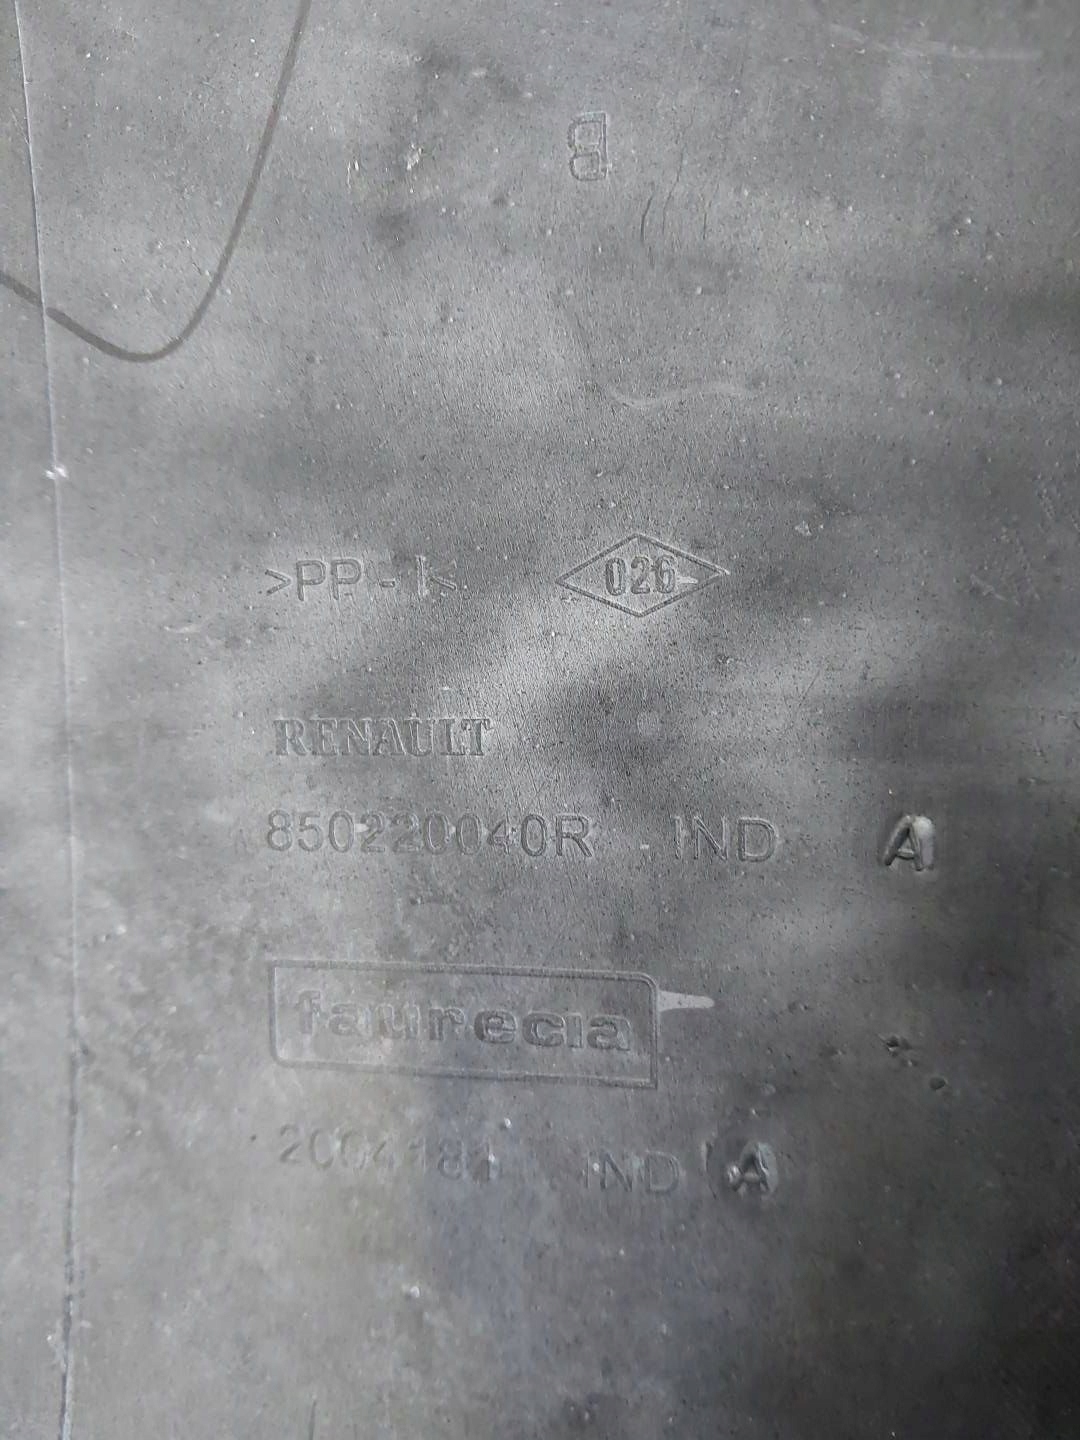 B
>PP-I< 026
RENAULT
850220040R IND A
faurecia
IND A